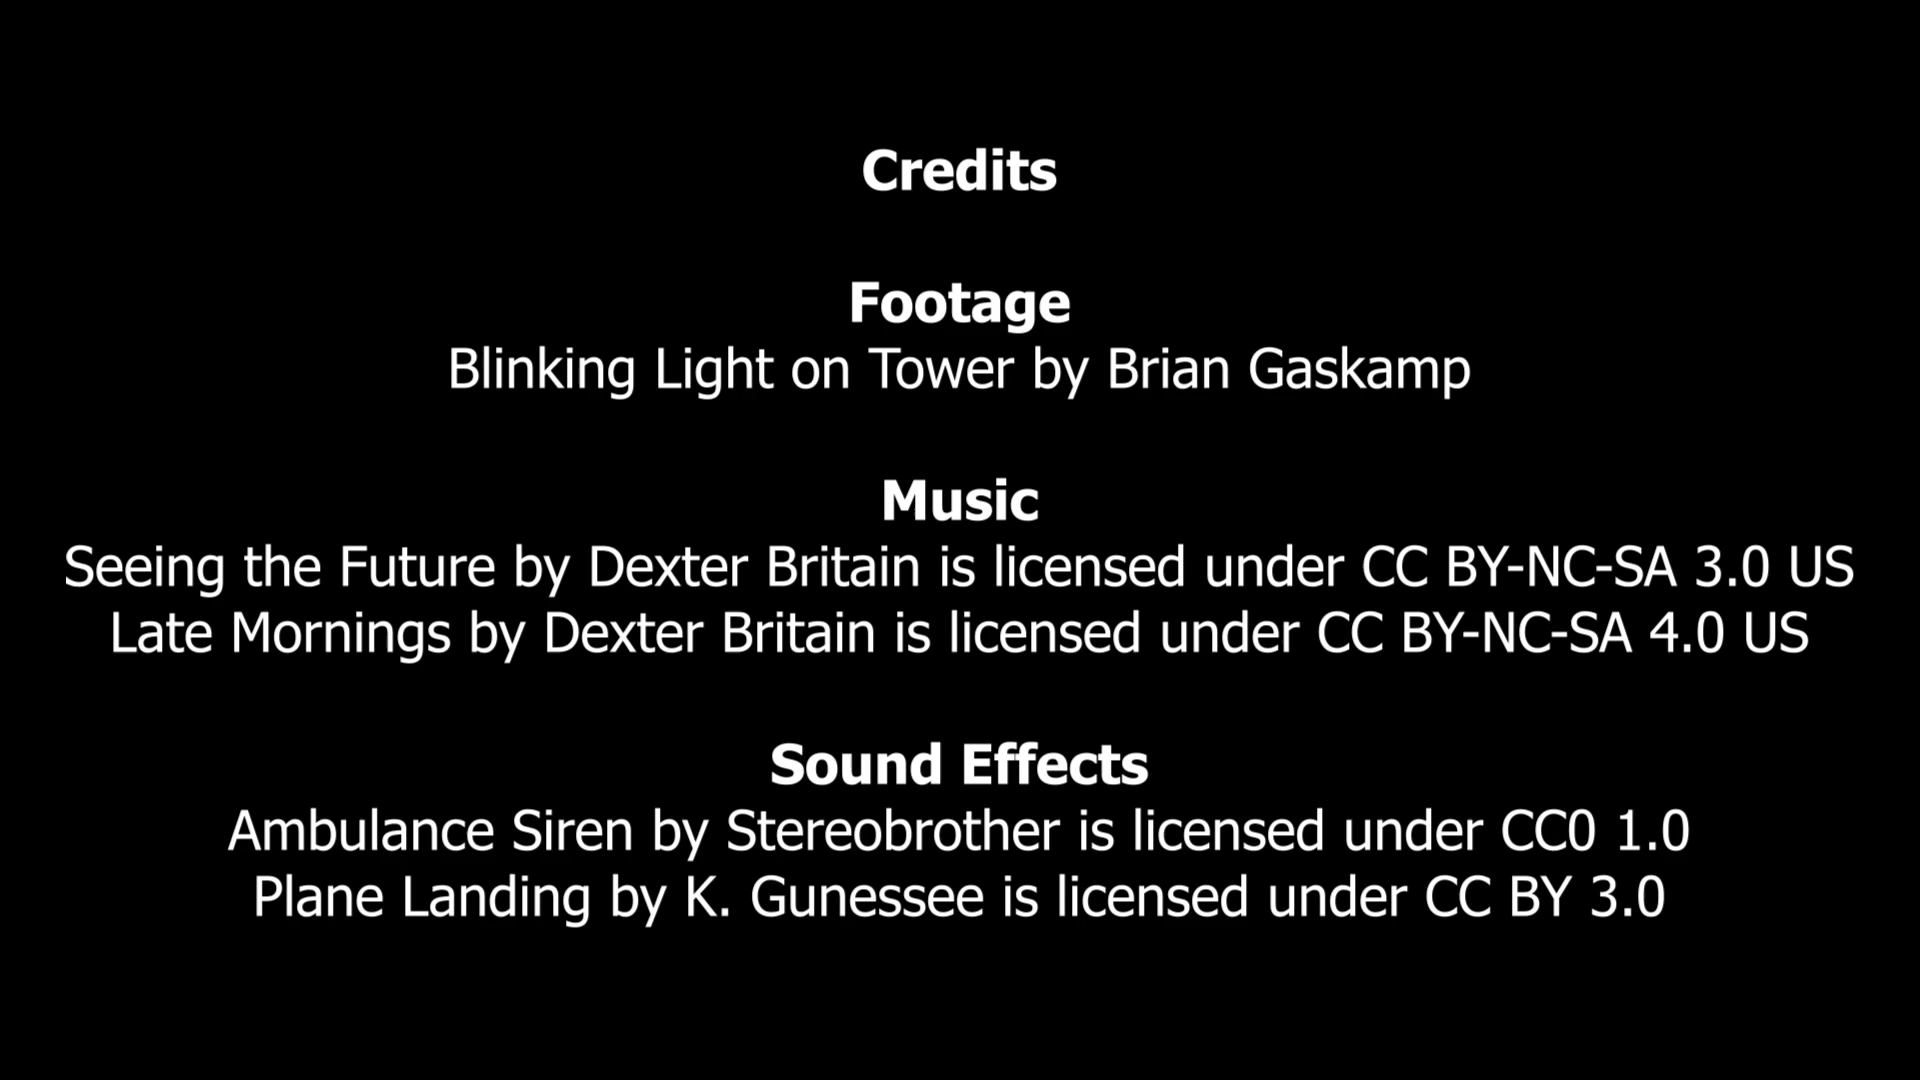 Credits
Footage
Blinking Light on Tower by Brian Gaskamp
Music
Seeing the Future by Dexter Britain is licensed under CC BY-NC-SA 3.0 US
Late Mornings by Dexter Britain is licensed under CC BY-NC-SA 4.0 US
Sound Effects
Ambulance Siren by Stereobrother is licensed under CC0 1.0
Plane Landing by K. Gunessee is licensed under CC BY 3.0